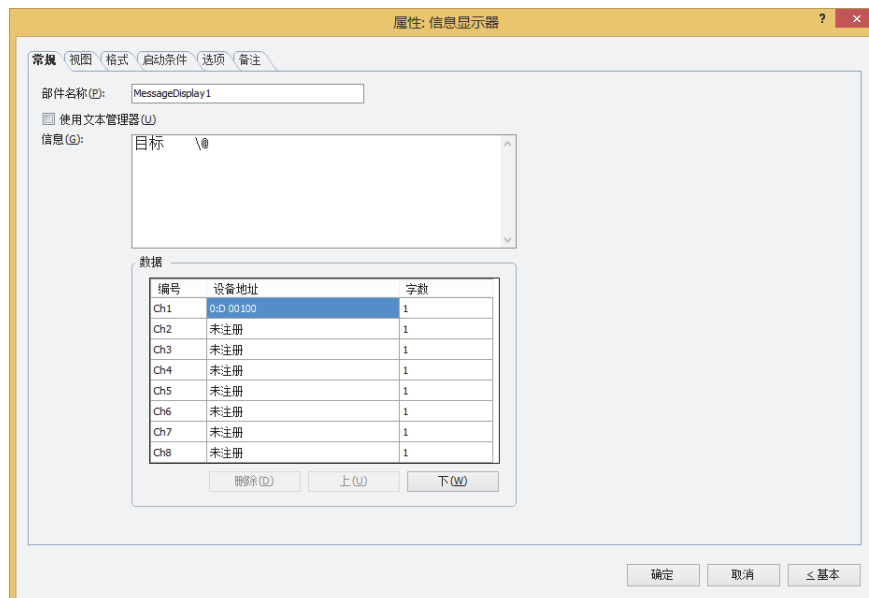 属性: 信息显示器
? ×
常规 视图 格式 启动条件 选项 备注
部件名称(P): MessageDisplay1
使用文本管理器(U)
信息(G): 目标 \@
数据
编号 设备地址 字数
Ch1 0:D 00100 1
Ch2 未注册 1
Ch3 未注册 1
Ch4 未注册 1
Ch5 未注册 1
Ch6 未注册 1
Ch7 未注册 1
Ch8 未注册 1
删除(D) 上(U) 下(W)
确定 取消 ≤基本